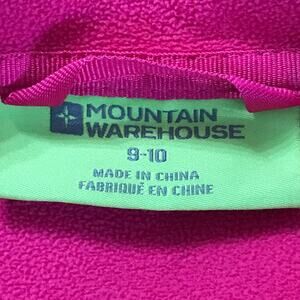 MOUNTAIN
WAREHOUSE
9-10
MADE IN CHINA
FABRIQUÉ EN CHINE